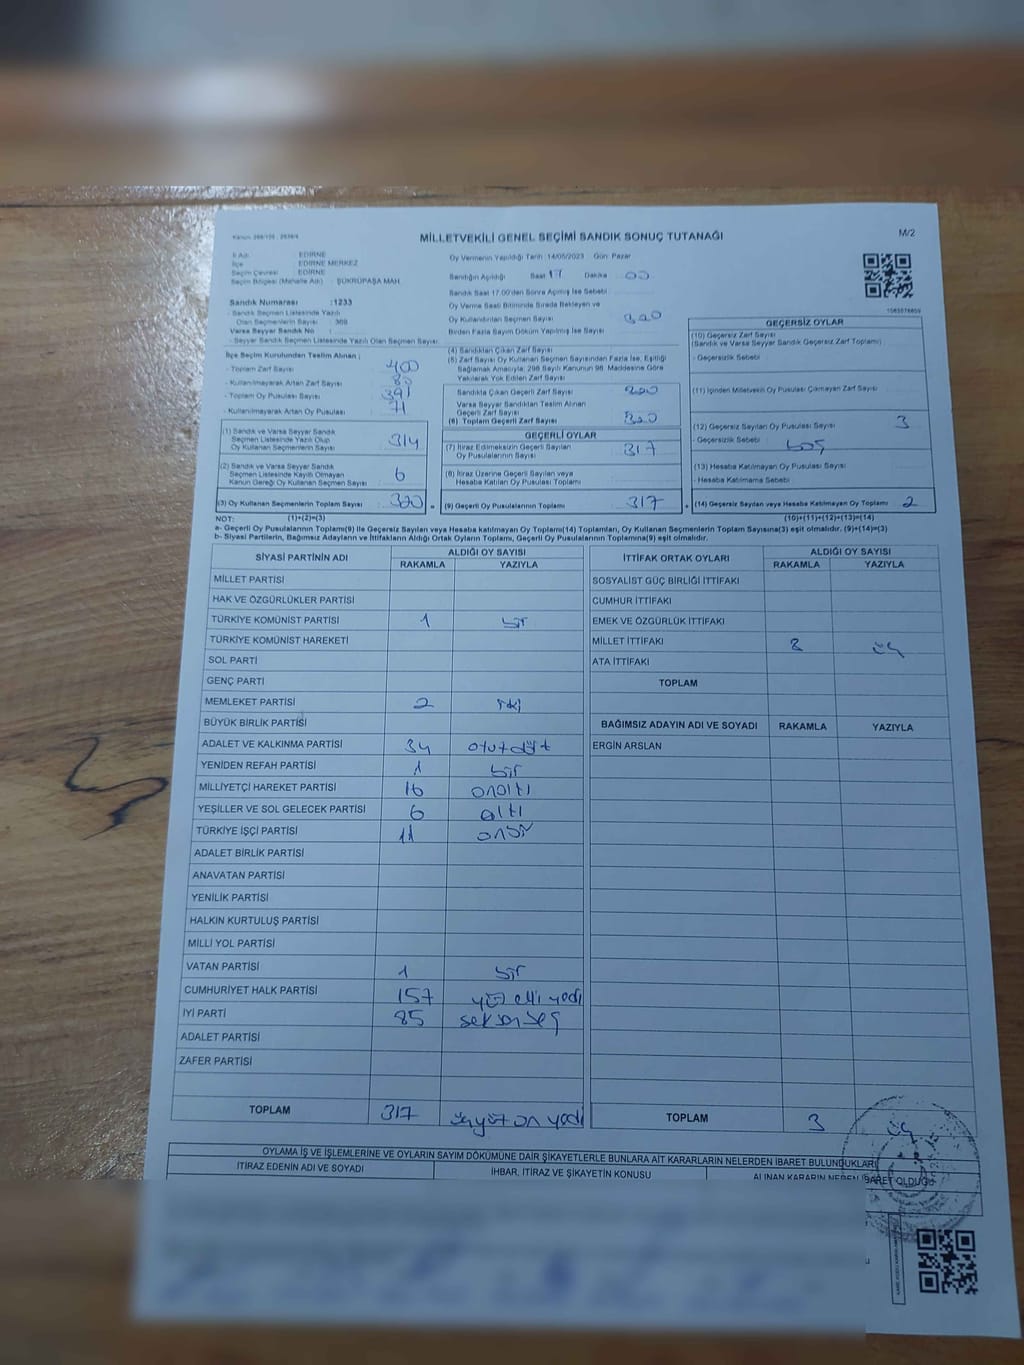 MİLLETVEKİLİ GENEL SEÇİMİ SANDIK SONUÇ TUTANAĞI
M/2
İl Adı : EDİRNE
İlçe : EDİRNE MERKEZ
Seçim Çevresi : EDİRNE
Seçim Bölgesi (Mahalle Adı) : ŞÜKRÜPAŞA MAH.
Oy Vermenin Yapıldığı Tarih :14/05/2023 Gün: Pazar
Sandığın Açıldığı Saat 17 Dakika 00
Sandık Saat 17.00'den Sonra Açılmış İse Sebebi
Oy Verme Saati Bitiminde Sırada Bekleyen ve
Oy Kullandırılan Seçmen Sayısı 320
Birden Fazla Sayım Döküm Yapılmış İse Sayısı
Sandık Numarası :1233
- Sandık Seçmen Listesinde Yazılı
Olan Seçmenlerin Sayısı : 369
Varsa Seyyar Sandık No :
- Seyyar Sandık Seçmen Listesinde Yazılı Olan Seçmen Sayısı
İlçe Seçim Kurulundan Teslim Alınan ;
- Toplam Zarf Sayısı 400
- Kullanılmayarak Artan Zarf Sayısı 80
- Toplam Oy Pusulası Sayısı 391
- Kullanılmayarak Artan Oy Pusulası 71
(1) Sandık ve Varsa Seyyar Sandık
Seçmen Listesinde Yazılı Olup
Oy Kullanan Seçmen Sayısı 314
(2) Sandık ve Varsa Seyyar Sandık
Seçmen Listesinde Kayıtlı Olmayan
Kanun Gereği Oy Kullanan Seçmen Sayısı 6
(3) Oy Kullanan Seçmenlerin Toplam Sayısı 320
(4) Sandıktan Çıkan Zarf Sayısı
(5) Zarf Sayısı Oy Kullanan Seçmen Sayısından Fazla İse, Eşitliği
Sağlamak Amacıyla, 298 Sayılı Kanunun 98. Maddesine Göre
Yakılarak Yok Edilen Zarf Sayısı
Sandıkta Çıkan Geçerli Zarf Sayısı 320
Varsa Seyyar Sandıktan Teslim Alınan
Geçerli Zarf Sayısı
(6) Toplam Geçerli Zarf Sayısı 320
GEÇERLİ OYLAR
(7) İtiraz Edilmeksizin Geçerli Sayılan
Oy Pusulalarının Sayısı 317
(8) İtiraz Üzerine Geçerli Sayılan veya
Hesaba Katılan Oy Pusulası Toplamı
(9) Geçerli Oy Pusulalarının Toplamı 317
GEÇERSİZ OYLAR
(10) Geçersiz Zarf Sayısı
(Sandık ve Varsa Seyyar Sandık Geçersiz Zarf Toplamı)
- Geçersizlik Sebebi
(11) İçinden Milletvekili Oy Pusulası Çıkmayan Zarf Sayısı
(12) Geçersiz Sayılan Oy Pusulası Sayısı 3
- Geçersizlik Sebebi boş
(13) Hesaba Katılmayan Oy Pusulası Sayısı
- Hesaba Katılmama Sebebi
(14) Geçersiz Sayılan veya Hesaba Katılmayan Oy Toplamı
NOT: (1)+(2)=(3) (10)+(11)+(12)+(13)=(14)
a- Geçerli Oy Pusulalarının Toplamı(9) ile Geçersiz Sayılan veya Hesaba katılmayan Oy Toplamı(14) Toplamları, Oy Kullanan Seçmenlerin Toplam Sayısına(3) eşit olmalıdır. (9)+(14)=(3)
b- Siyasi Partilerin, Bağımsız Adayların ve İttifakların Aldığı Ortak Oyların Toplamı, Geçerli Oy Pusulalarının Toplamına(9) eşit olmalıdır.
SİYASİ PARTİNİN ADI ALDIĞI OY SAYISI
RAKAMLA YAZIYLA
MİLLET PARTİSİ
HAK VE ÖZGÜRLÜKLER PARTİSİ
TÜRKİYE KOMÜNİST PARTİSİ 1 bir
TÜRKİYE KOMÜNİST HAREKETİ
SOL PARTİ
GENÇ PARTİ
MEMLEKET PARTİSİ 2 iki
BÜYÜK BİRLİK PARTİSİ
ADALET VE KALKINMA PARTİSİ 34 otuzdört
YENİDEN REFAH PARTİSİ 1 bir
MİLLİYETÇİ HAREKET PARTİSİ 16 onaltı
YEŞİLLER VE SOL GELECEK PARTİSİ 6 altı
TÜRKİYE İŞÇİ PARTİSİ 11 onbir
ADALET BİRLİK PARTİSİ
ANAVATAN PARTİSİ
YENİLİK PARTİSİ
HALKIN KURTULUŞ PARTİSİ
MİLLİ YOL PARTİSİ
VATAN PARTİSİ 1 bir
CUMHURİYET HALK PARTİSİ 157 yüz elli yedi
İYİ PARTİ 85 seksen beş
ADALET PARTİSİ
ZAFER PARTİSİ
TOPLAM 317 üçyüz on yedi
İTTİFAK ORTAK OYLARI ALDIĞI OY SAYISI
RAKAMLA YAZIYLA
SOSYALİST GÜÇ BİRLİĞİ İTTİFAKI
CUMHUR İTTİFAKI
EMEK VE ÖZGÜRLÜK İTTİFAKI
MİLLET İTTİFAKI 3 üç
ATA İTTİFAKI
TOPLAM
BAĞIMSIZ ADAYIN ADI VE SOYADI RAKAMLA YAZIYLA
ERGİN ARSLAN
TOPLAM 3 üç
OYLAMA İŞ VE İŞLEMLERİNE VE OYLARIN SAYIM DÖKÜMÜNE DAİR ŞİKAYETLERLE BUNLARA AİT KARARLARIN NELERDEN İBARET BULUNDUKLARI
İTİRAZ EDENİN ADI VE SOYADI İHBAR, İTİRAZ VE ŞİKAYETİN KONUSU ALINAN KARARIN NEDEN İBARET OLDUĞU